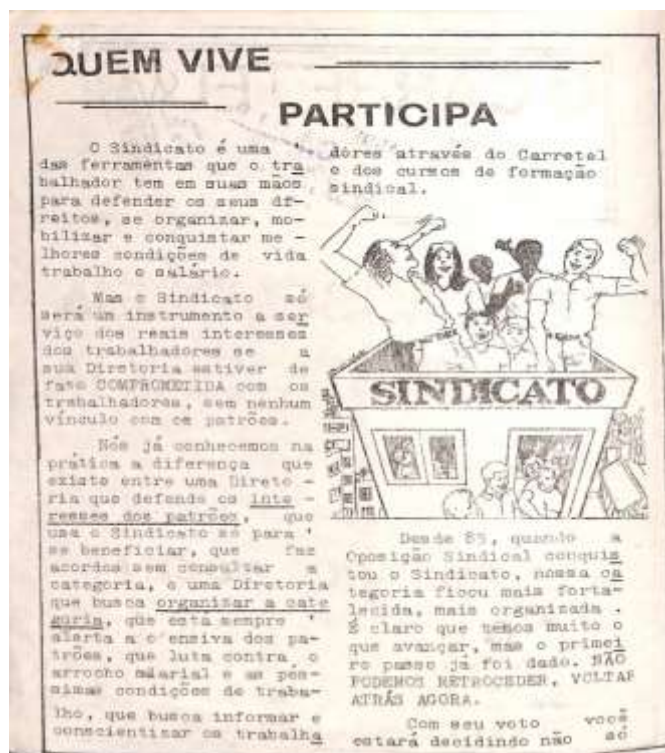 QUEM VIVE
PARTICIPA
O Sindicato é uma '
das ferramentas que o tra
balhador tem em suas mãos
para defender os seus di-
reitos, se organizar, mo-
bilizar e conquistar me -
lhores condições de vida
trabalho e salário.
Mas o Sindicato só
será um instrumento a ser
viço dos reais interesses
dos trabalhadores se a
sua Diretoria estiver de
fato COMPROMETIDA com os
trabalhadores, sem nenhum
vínculo com os patrões.
Nós já conhecemos na
prática a diferença que
existe entre uma Direto -
ria que defende os inte -
resses dos patrões, que
usa o Sindicato só para '
se beneficiar, que faz
acordos sem consultar a
categoria, e uma Diretoria
que busca organizar a cate
goria, que está sempre '
alerta a ofensiva dos pa-
trões, que luta contra o
arrocho salarial e as pés-
simas condições de traba-
lho, que busca informar e
conscientizar os trabalha
dores através do Carretel
e dos cursos de formação
sindical.
SINDICATO
Desde 85, quando a
Oposição Sindical conquis
tou o Sindicato, nossa ca
tegoria ficou mais forta-
lecida, mais organizada .
É claro que temos muito o
que avançar, mas o primei
ro passo já foi dado. NÃO
PODEMOS RETROCEDER, VOLTAR
ATRÁS AGORA.
Com seu voto você
estará decidindo não só